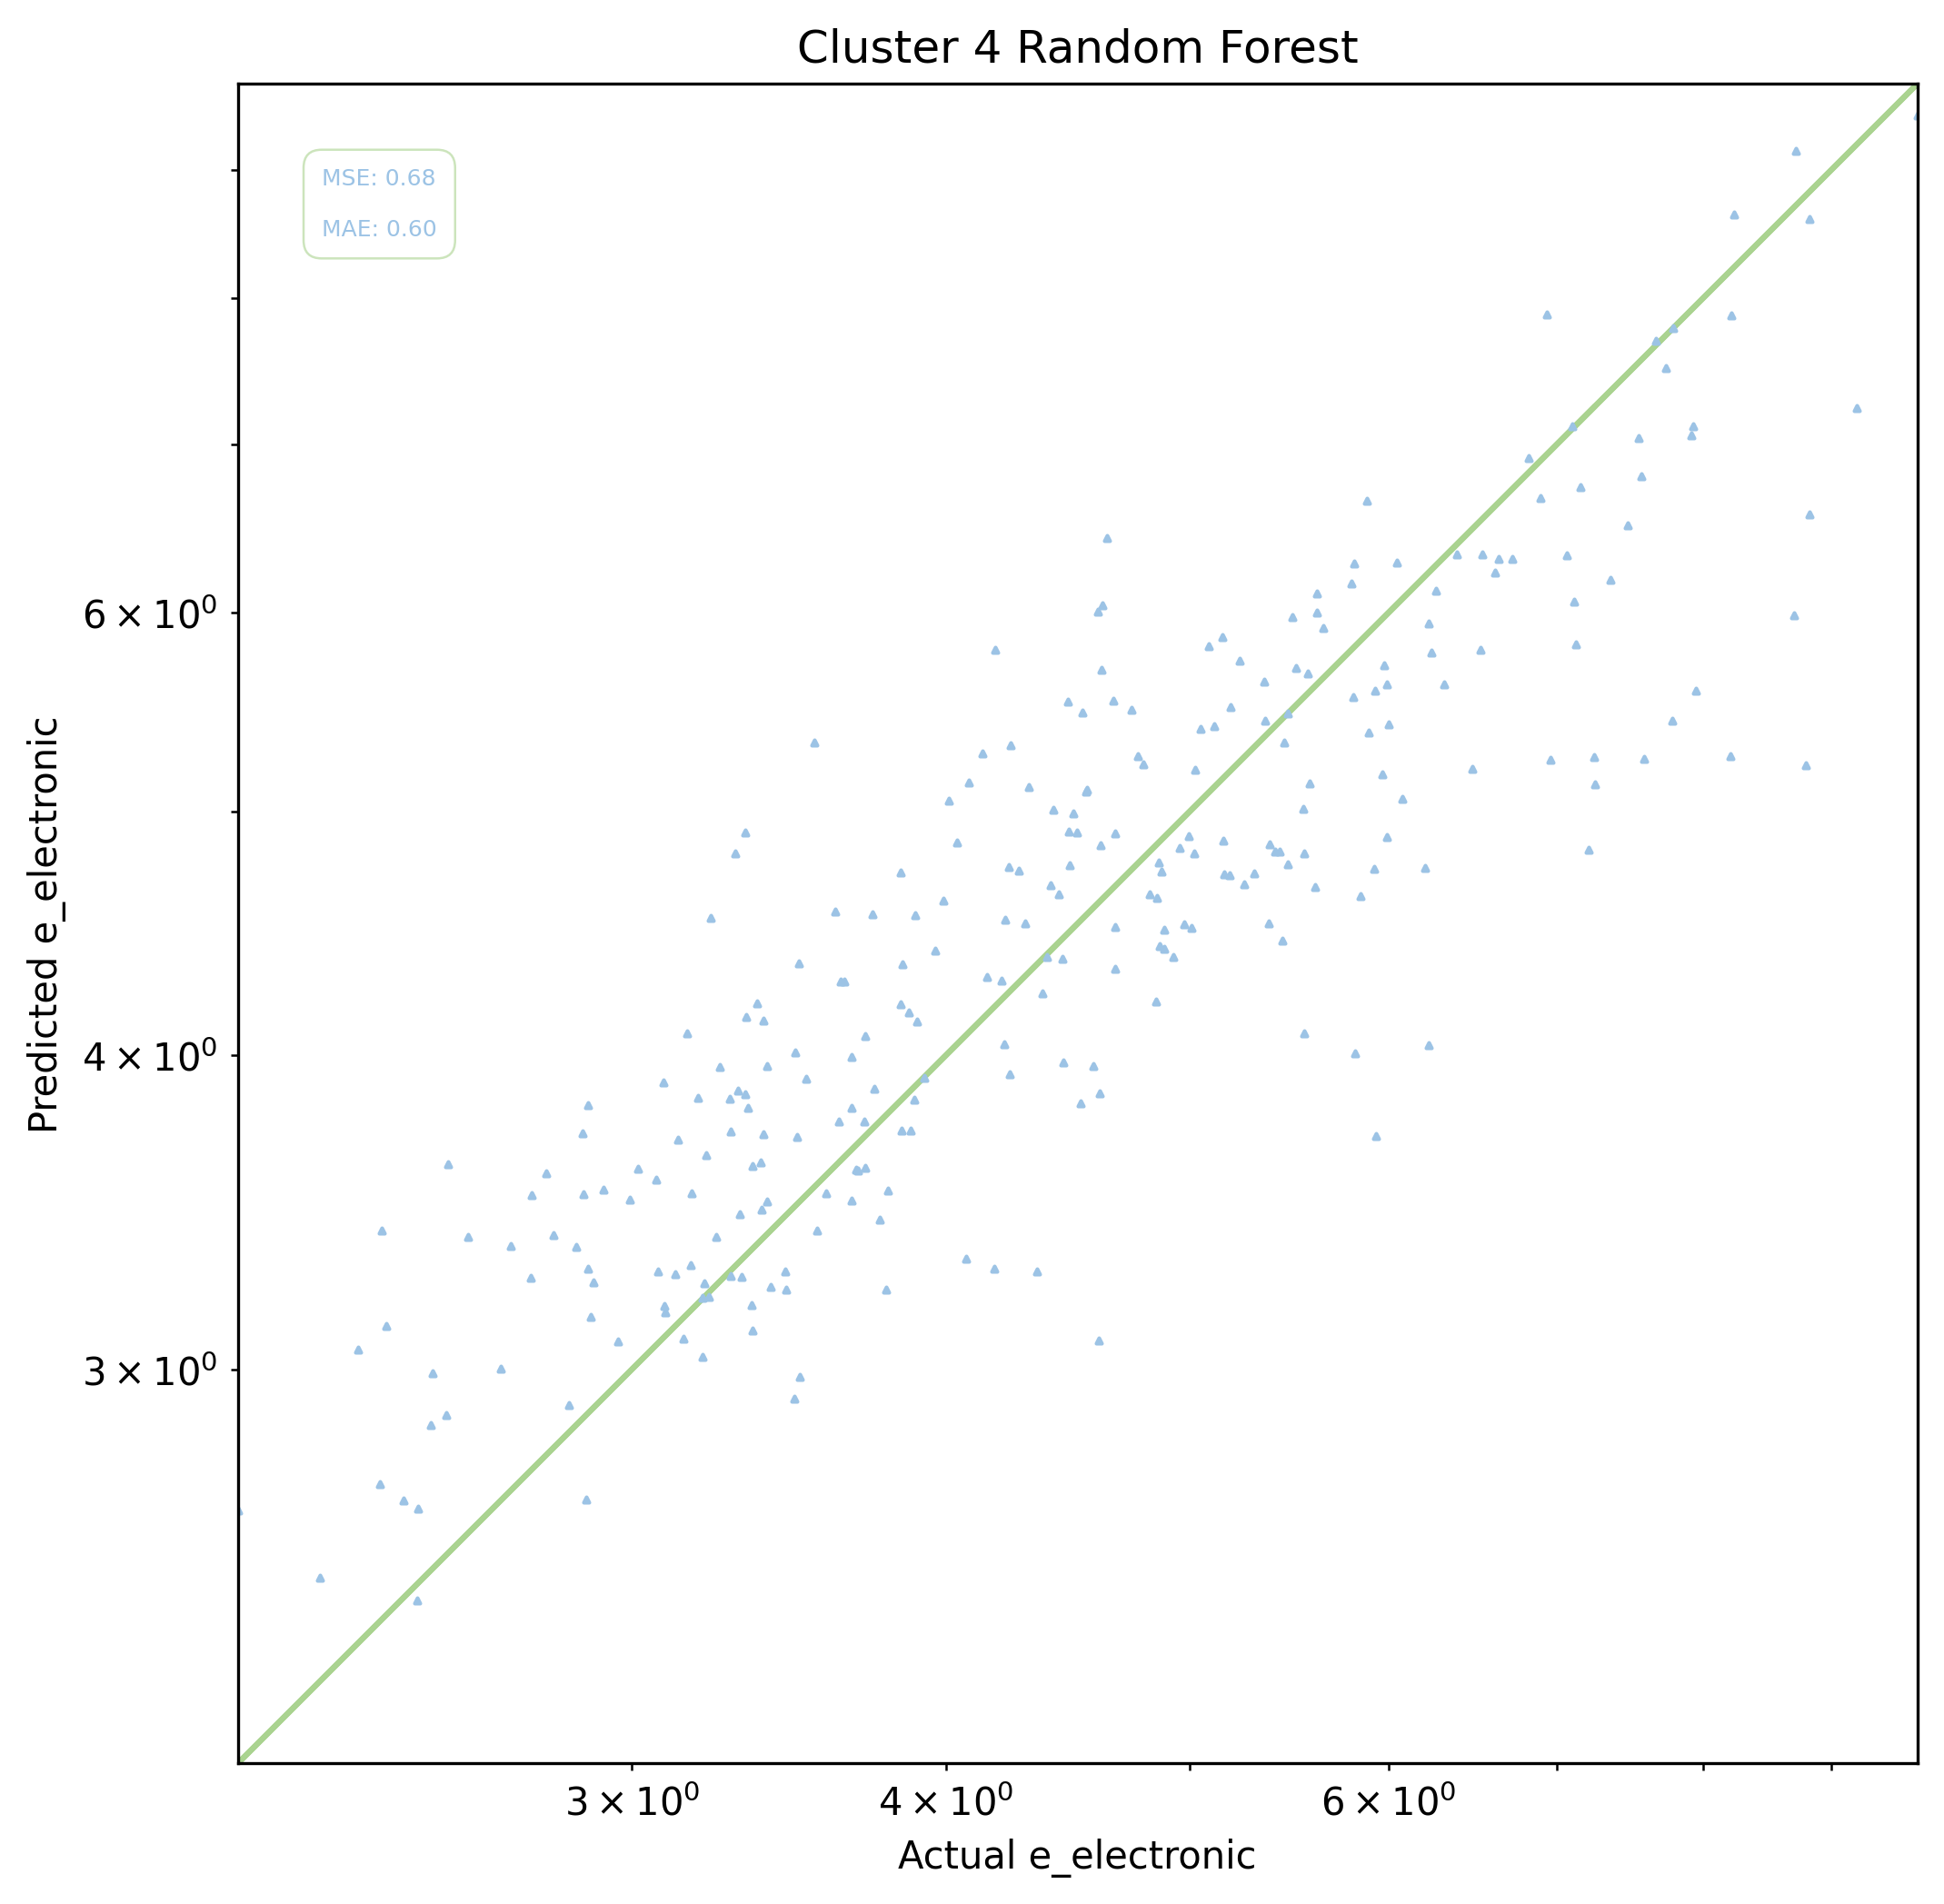 Cluster 4 Random Forest
MSE: 0.68
MAE: 0.60
6 × 10⁰
4 × 10⁰
3 × 10⁰
Predicted e_electronic
3 × 10⁰
4 × 10⁰
6 × 10⁰
Actual e_electronic